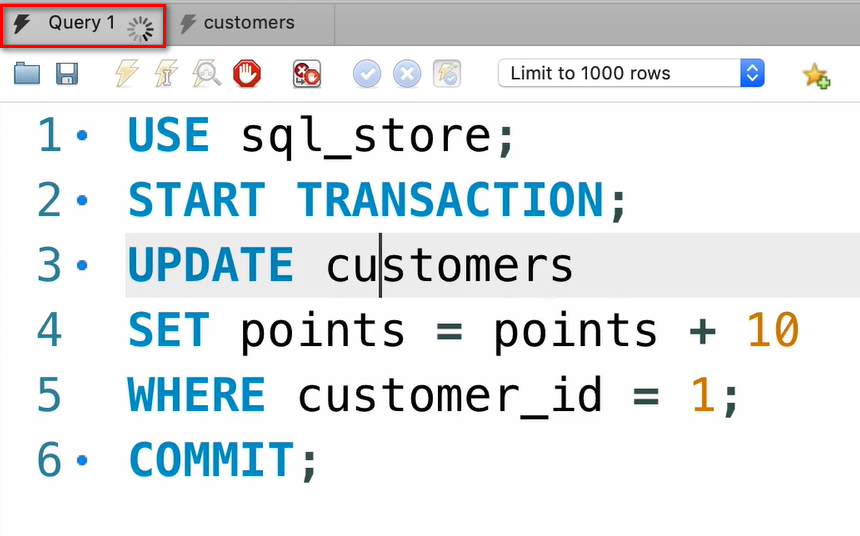 Query 1
customers
Limit to 1000 rows
1 USE sql_store;
2 START TRANSACTION;
3 UPDATE customers
4 SET points = points + 10
5 WHERE customer_id = 1;
6 COMMIT;